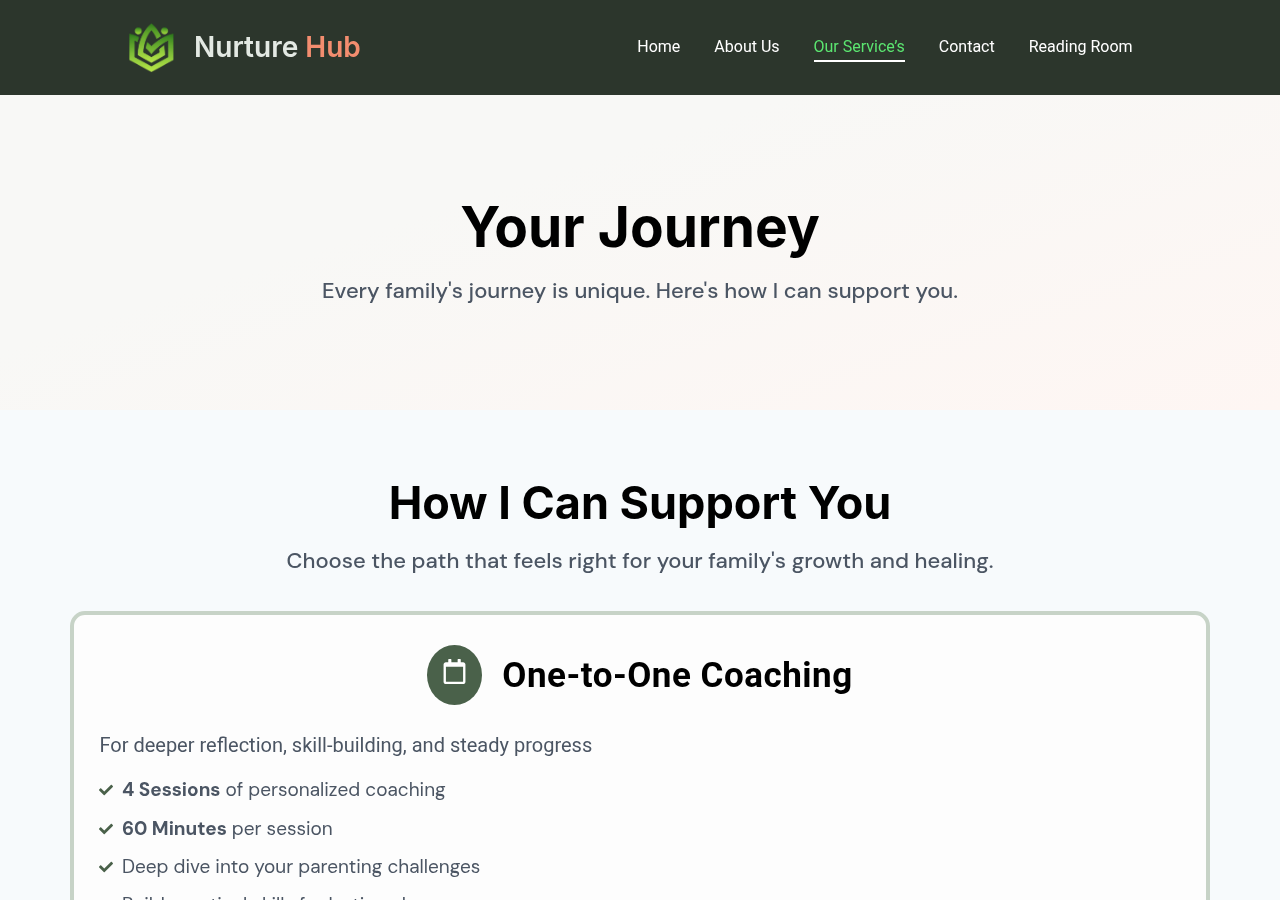 Nurture Hub
Home
About Us
Our Service’s
Contact
Reading Room
Your Journey
Every family's journey is unique. Here's how I can support you.
How I Can Support You
Choose the path that feels right for your family's growth and healing.
One-to-One Coaching
For deeper reflection, skill-building, and steady progress
4 Sessions of personalized coaching
60 Minutes per session
Deep dive into your parenting challenges